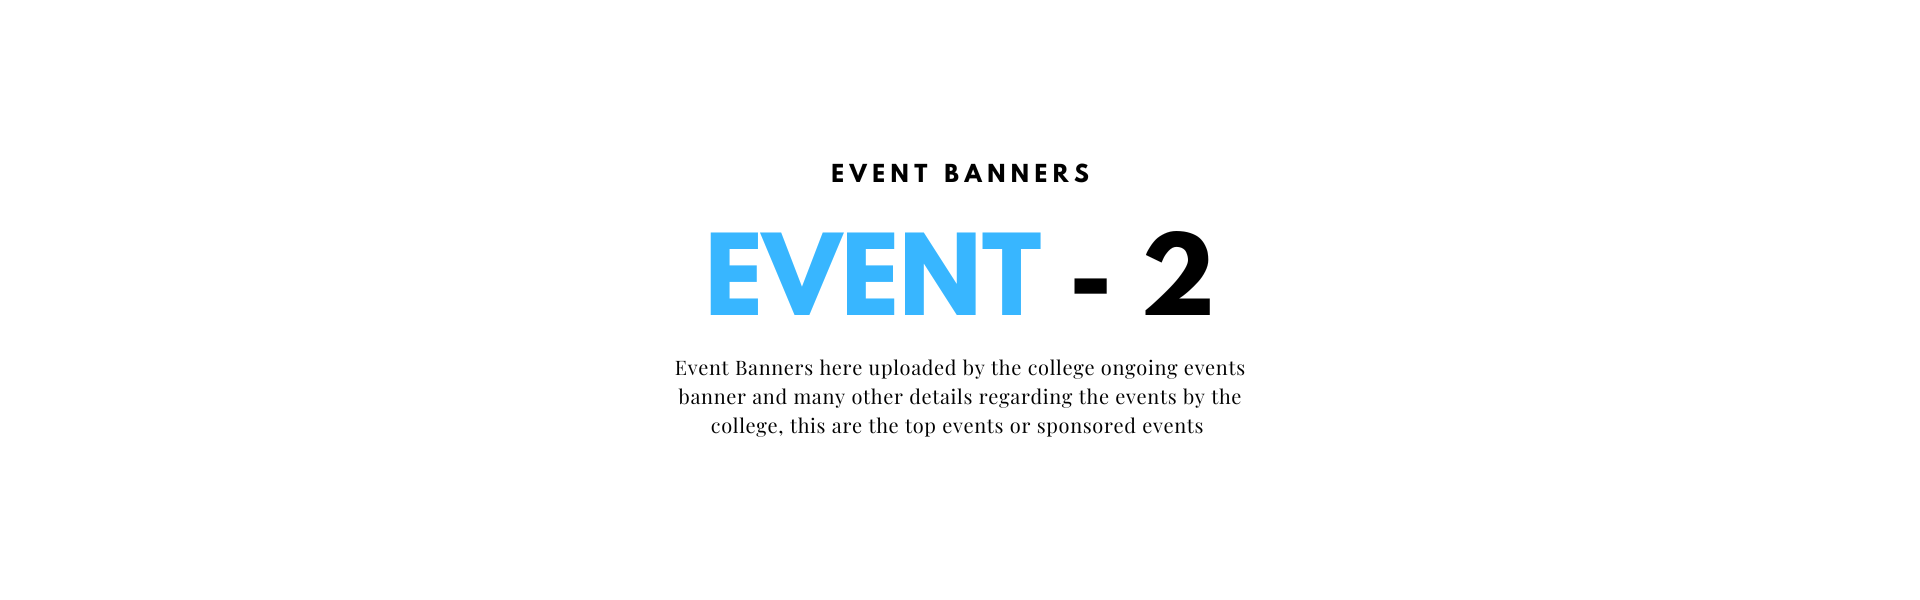 EVENT BANNERS
EVENT - 2
Event Banners here uploaded by the college ongoing events
banner and many other details regarding the events by the
college, this are the top events or sponsored events